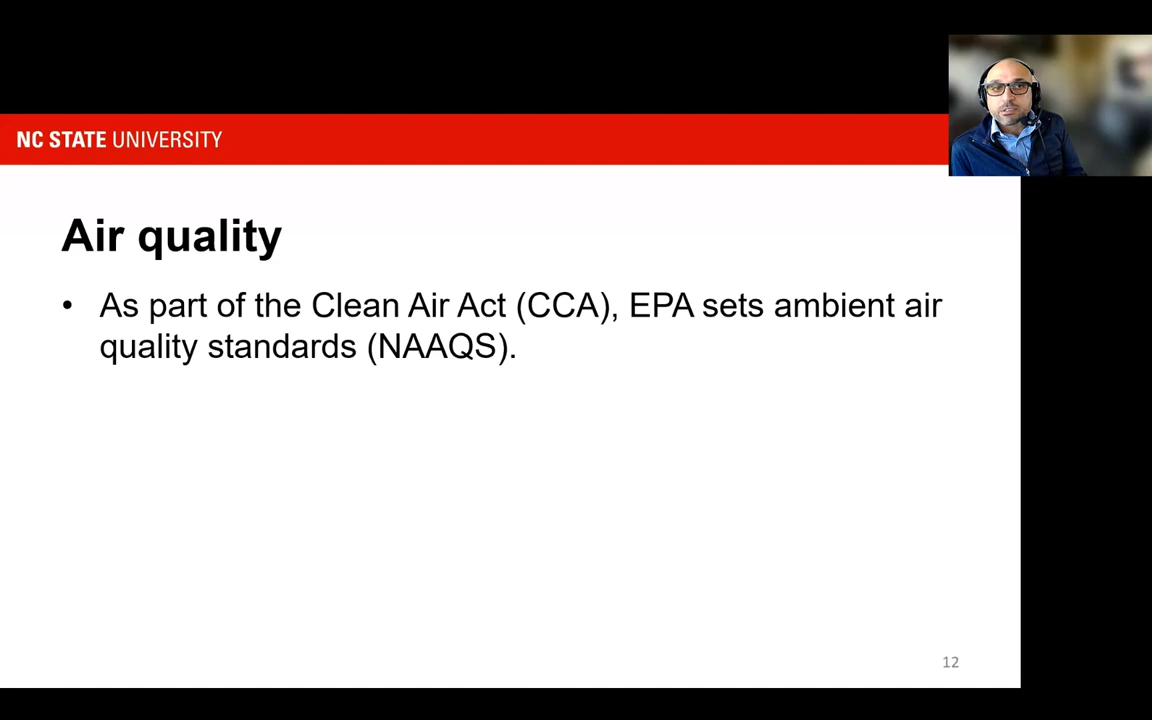 NC STATE UNIVERSITY
Air quality
• As part of the Clean Air Act (CCA), EPA sets ambient air
quality standards (NAAQS).
12